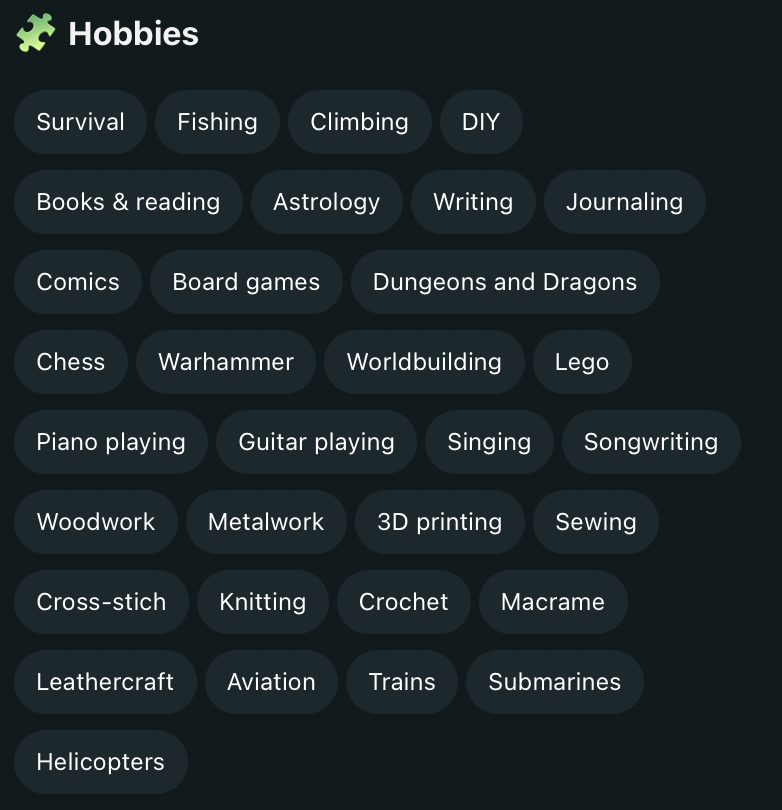 Hobbies
Survival Fishing Climbing DIY
Books & reading Astrology Writing Journaling
Comics Board games Dungeons and Dragons
Chess Warhammer Worldbuilding Lego
Piano playing Guitar playing Singing Songwriting
Woodwork Metalwork 3D printing Sewing
Cross-stich Knitting Crochet Macrame
Leathercraft Aviation Trains Submarines
Helicopters